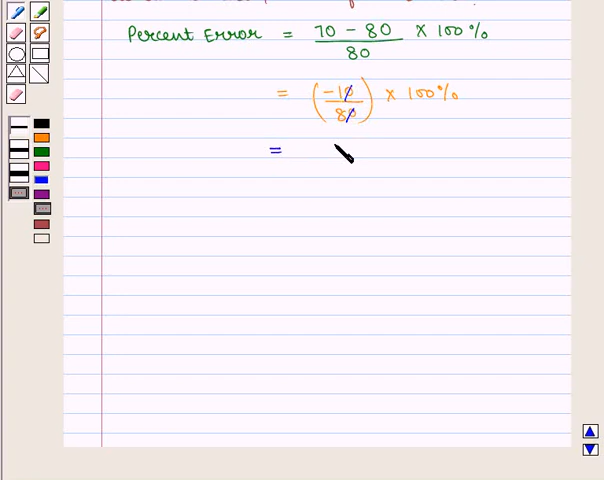 Percent Error = 70 - 80 / 80 × 100%
= (-10 / 80) × 100%
=